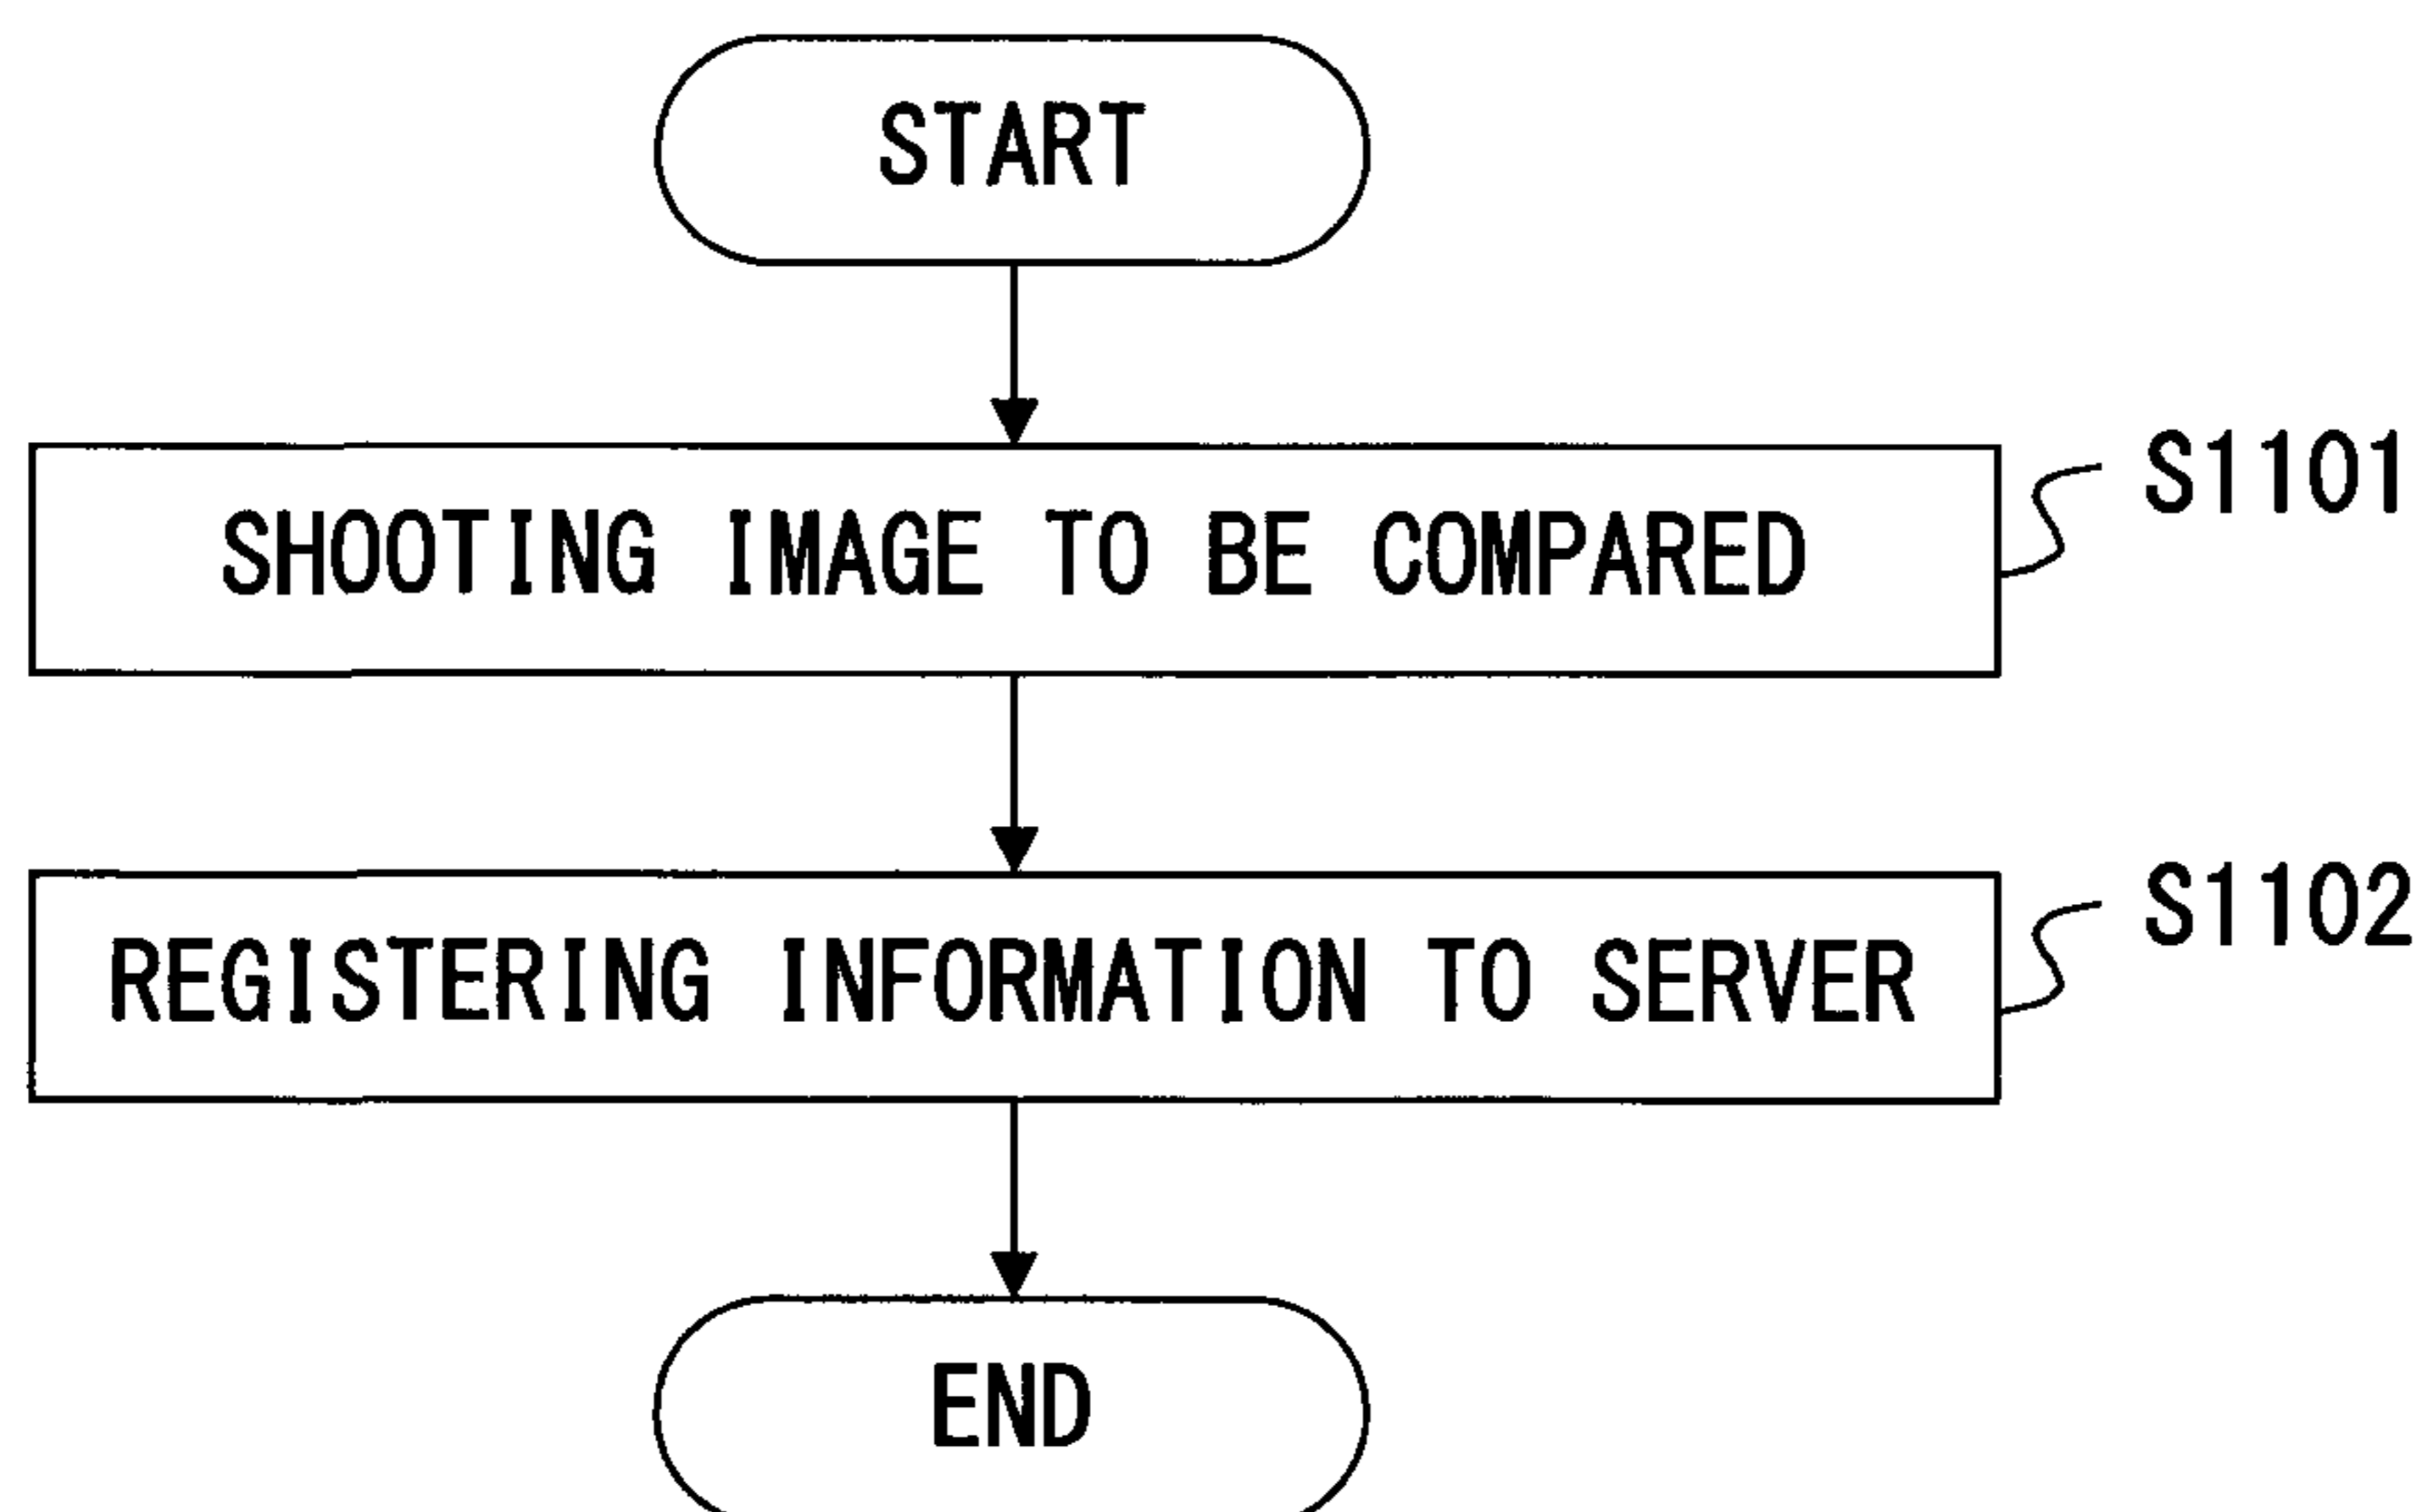 START
SHOOTING IMAGE TO BE COMPARED
S1101
REGISTERING INFORMATION TO SERVER
S1102
END